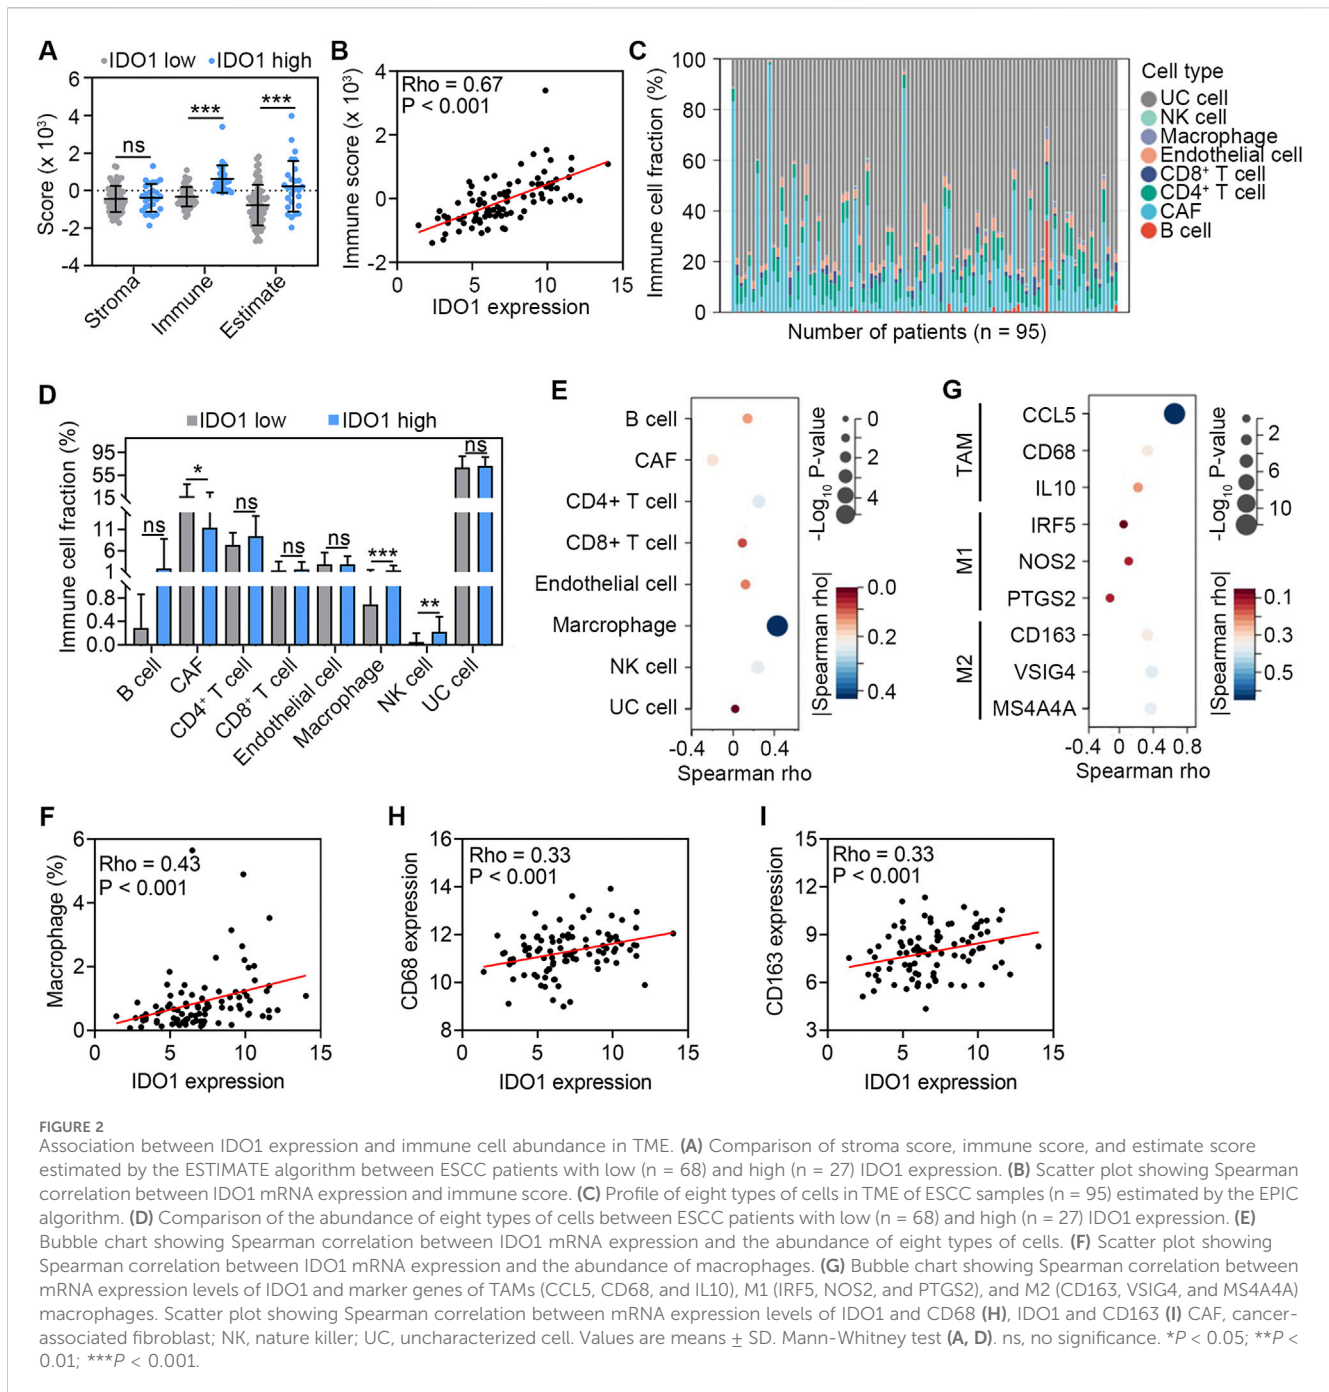 A
IDO1 low
IDO1 high
Score (x 10³)
6
4
2
0
-2
-4
ns
***
***
Stroma
Immune
Estimate
B
Rho = 0.67
P < 0.001
Immune score (x 10³)
4
2
0
-2
0
5
10
15
IDO1 expression
C
Immune cell fraction (%)
100
80
60
40
20
0
Number of patients (n = 95)
Cell type
UC cell
NK cell
Macrophage
Endothelial cell
CD8⁺ T cell
CD4⁺ T cell
CAF
B cell
D
IDO1 low
IDO1 high
Immune cell fraction (%)
95
55
15
11
6
1
0.8
0.4
0.0
ns
*
ns
ns
ns
***
**
ns
B cell
CAF
CD4⁺ T cell
CD8⁺ T cell
Endothelial cell
Macrophage
NK cell
UC cell
E
B cell
CAF
CD4+ T cell
CD8+ T cell
Endothelial cell
Marcrophage
NK cell
UC cell
-0.4
0
0.4
Spearman rho
-Log₁₀ P-value
0
2
4
|Spearman rho|
0.0
0.2
0.4
G
TAM
M1
M2
CCL5
CD68
IL10
IRF5
NOS2
PTGS2
CD163
VSIG4
MS4A4A
-0.4
0
0.4
0.8
Spearman rho
-Log₁₀ P-value
2
6
10
|Spearman rho|
0.1
0.3
0.5
F
Rho = 0.43
P < 0.001
Macrophage (%)
6
4
2
0
0
5
10
15
IDO1 expression
H
Rho = 0.33
P < 0.001
CD68 expression
16
14
12
10
8
0
5
10
15
IDO1 expression
I
Rho = 0.33
P < 0.001
CD163 expression
15
12
9
6
3
0
5
10
15
IDO1 expression
FIGURE 2
Association between IDO1 expression and immune cell abundance in TME. (A) Comparison of stroma score, immune score, and estimate score
estimated by the ESTIMATE algorithm between ESCC patients with low (n = 68) and high (n = 27) IDO1 expression. (B) Scatter plot showing Spearman
correlation between IDO1 mRNA expression and immune score. (C) Profile of eight types of cells in TME of ESCC samples (n = 95) estimated by the EPIC
algorithm. (D) Comparison of the abundance of eight types of cells between ESCC patients with low (n = 68) and high (n = 27) IDO1 expression. (E)
Bubble chart showing Spearman correlation between IDO1 mRNA expression and the abundance of eight types of cells. (F) Scatter plot showing
Spearman correlation between IDO1 mRNA expression and the abundance of macrophages. (G) Bubble chart showing Spearman correlation between
mRNA expression levels of IDO1 and marker genes of TAMs (CCL5, CD68, and IL10), M1 (IRF5, NOS2, and PTGS2), and M2 (CD163, VSIG4, and MS4A4A)
macrophages. Scatter plot showing Spearman correlation between mRNA expression levels of IDO1 and CD68 (H), IDO1 and CD163 (I) CAF, cancer-
associated fibroblast; NK, nature killer; UC, uncharacterized cell. Values are means ± SD. Mann-Whitney test (A, D). ns, no significance. *P < 0.05; **P <
0.01; ***P < 0.001.